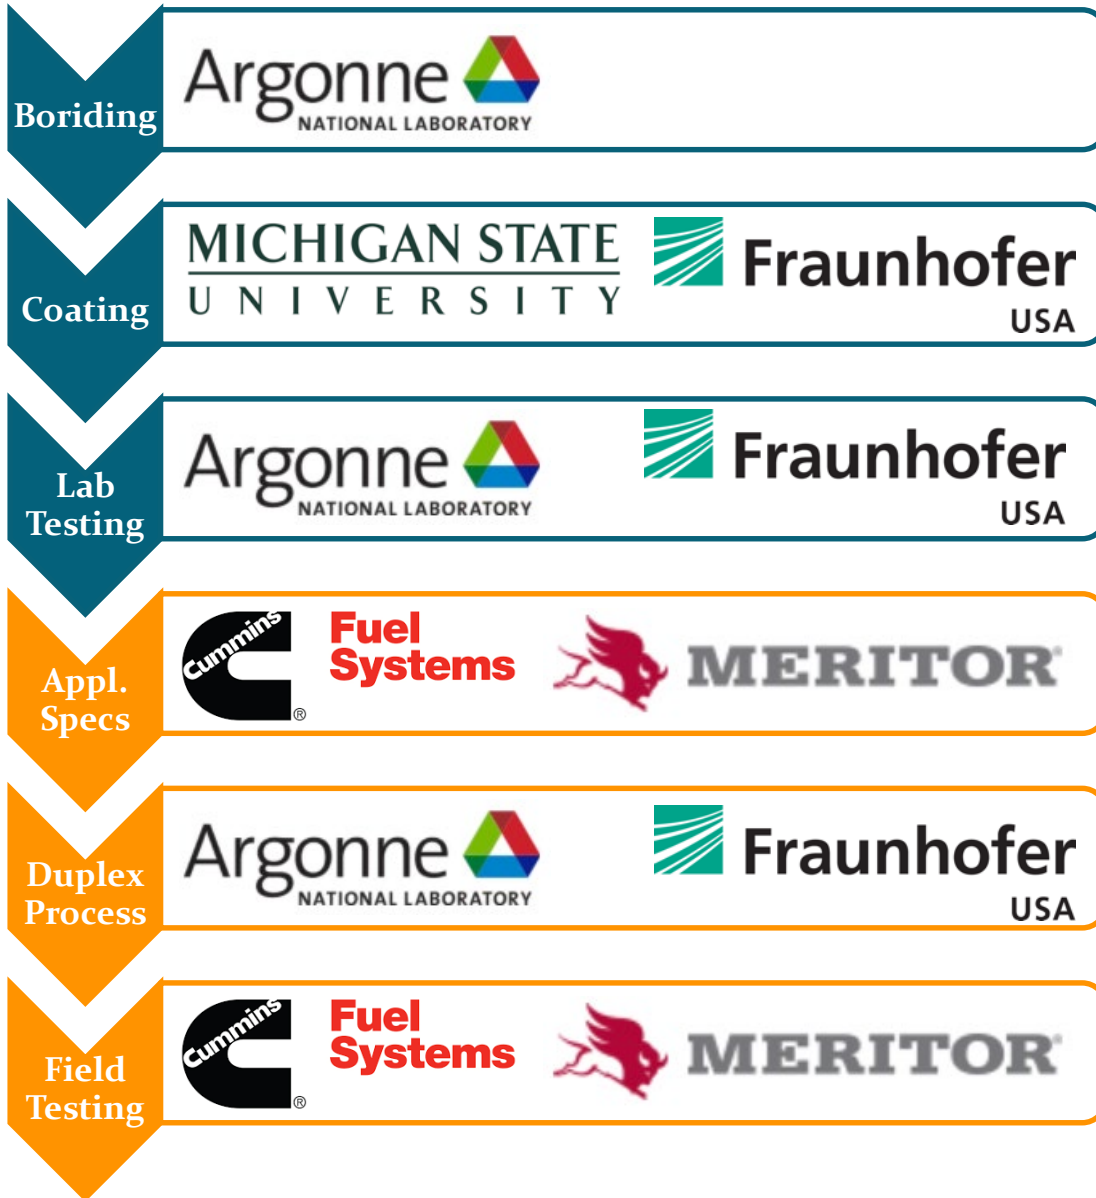 Boriding
Argonne
NATIONAL LABORATORY
Coating
MICHIGAN STATE
UNIVERSITY
Fraunhofer
USA
Lab
Testing
Argonne
NATIONAL LABORATORY
Fraunhofer
USA
Appl.
Specs
Cummins
®
Fuel
Systems
MERITOR
Duplex
Process
Argonne
NATIONAL LABORATORY
Fraunhofer
USA
Field
Testing
Cummins
®
Fuel
Systems
MERITOR